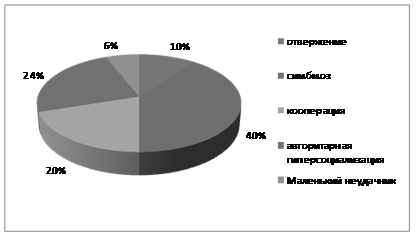 6%
10%
24%
40%
20%
отвержение
симбиоз
кооперация
авторитарная
гиперсоциализация
Маленький неудачник